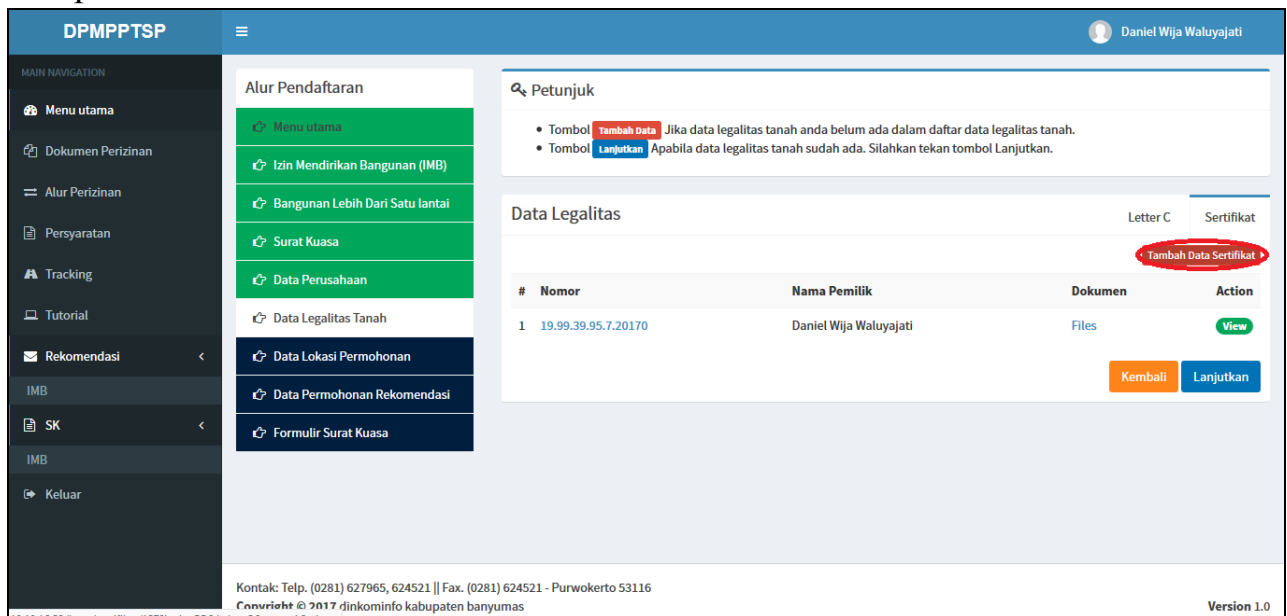 DPMPPTSP
Daniel Wija Waluyajati
MAIN NAVIGATION
Menu utama
Dokumen Perizinan
Alur Perizinan
Persyaratan
Tracking
Tutorial
Rekomendasi
IMB
SK
IMB
Keluar
Alur Pendaftaran
Menu utama
Izin Mendirikan Bangunan (IMB)
Bangunan Lebih Dari Satu lantai
Surat Kuasa
Data Perusahaan
Data Legalitas Tanah
Data Lokasi Permohonan
Data Permohonan Rekomendasi
Formulir Surat Kuasa
Petunjuk
• Tombol Tambah Data Jika data legalitas tanah anda belum ada dalam daftar data legalitas tanah.
• Tombol Lanjutkan Apabila data legalitas tanah sudah ada. Silahkan tekan tombol Lanjutkan.
Data Legalitas Letter C Sertifikat
Tambah Data Sertifikat
# Nomor Nama Pemilik Dokumen Action
1 19.99.39.95.7.20170 Daniel Wija Waluyajati Files View
Kembali Lanjutkan
Kontak: Telp. (0281) 627965, 624521 || Fax. (0281) 624521 - Purwokerto 53116
Copyright © 2017 dinkominfo kabupaten banyumas Version 1.0